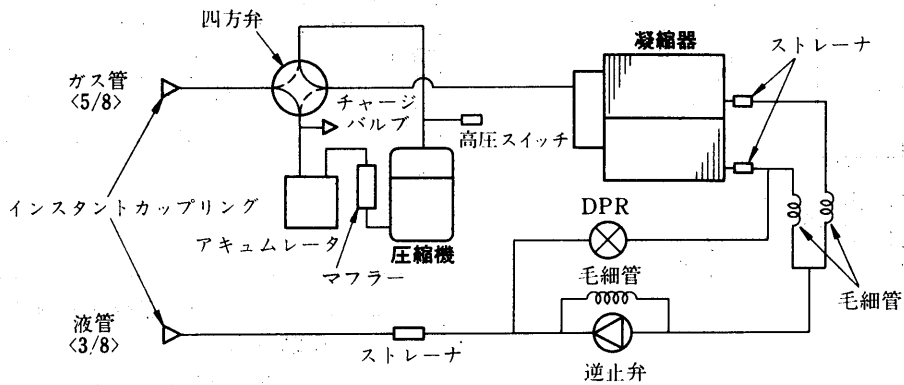 四方弁
凝縮器
ストレーナ
ガス管
<5/8>
チャージ
バルブ
高圧スイッチ
インスタントカップリング
アキュムレータ
マフラー
圧縮機
DPR
毛細管
毛細管
液管
<3/8>
ストレーナ
逆止弁